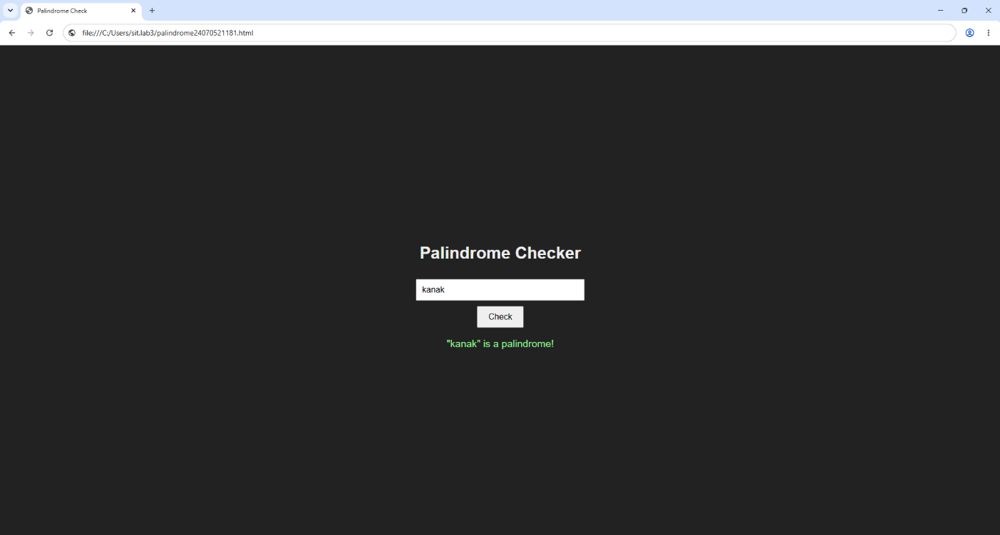 Palindrome Check
file:///C:/Users/sit.lab3/palindrome24070521181.html
Palindrome Checker
kanak
Check
"kanak" is a palindrome!